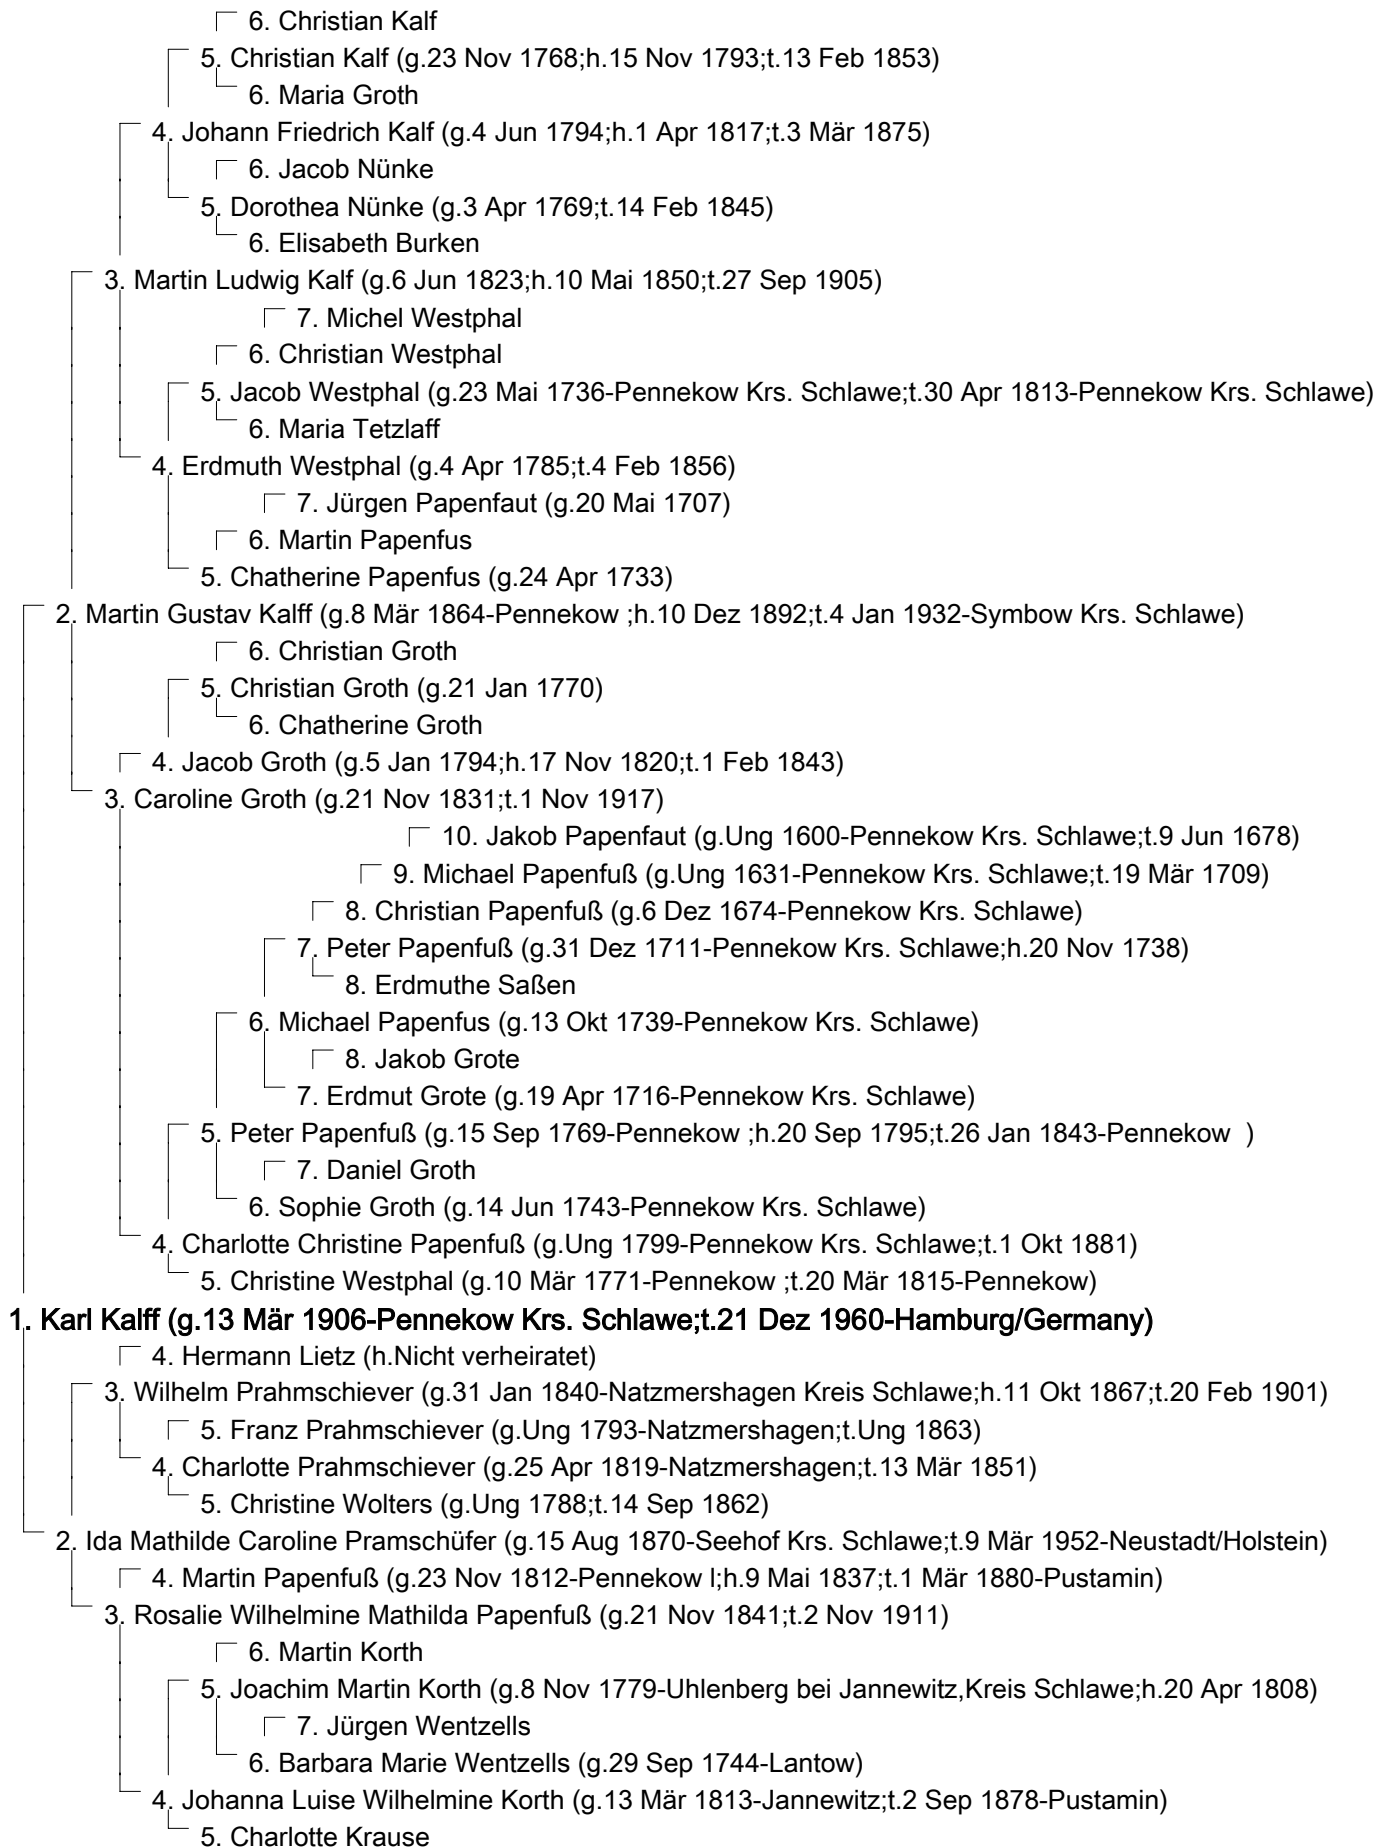 6. Christian Kalf
5. Christian Kalf (g.23 Nov 1768;h.15 Nov 1793;t.13 Feb 1853)
6. Maria Groth
4. Johann Friedrich Kalf (g.4 Jun 1794;h.1 Apr 1817;t.3 Mär 1875)
6. Jacob Nünke
5. Dorothea Nünke (g.3 Apr 1769;t.14 Feb 1845)
6. Elisabeth Burken
3. Martin Ludwig Kalf (g.6 Jun 1823;h.10 Mai 1850;t.27 Sep 1905)
7. Michel Westphal
6. Christian Westphal
5. Jacob Westphal (g.23 Mai 1736-Pennekow Krs. Schlawe;t.30 Apr 1813-Pennekow Krs. Schlawe)
6. Maria Tetzlaff
4. Erdmuth Westphal (g.4 Apr 1785;t.4 Feb 1856)
7. Jürgen Papenfaut (g.20 Mai 1707)
6. Martin Papenfus
5. Chatherine Papenfus (g.24 Apr 1733)
2. Martin Gustav Kalff (g.8 Mär 1864-Pennekow ;h.10 Dez 1892;t.4 Jan 1932-Symbow Krs. Schlawe)
6. Christian Groth
5. Christian Groth (g.21 Jan 1770)
6. Chatherine Groth
4. Jacob Groth (g.5 Jan 1794;h.17 Nov 1820;t.1 Feb 1843)
3. Caroline Groth (g.21 Nov 1831;t.1 Nov 1917)
10. Jakob Papenfaut (g.Ung 1600-Pennekow Krs. Schlawe;t.9 Jun 1678)
9. Michael Papenfuß (g.Ung 1631-Pennekow Krs. Schlawe;t.19 Mär 1709)
8. Christian Papenfuß (g.6 Dez 1674-Pennekow Krs. Schlawe)
7. Peter Papenfuß (g.31 Dez 1711-Pennekow Krs. Schlawe;h.20 Nov 1738)
8. Erdmuthe Saßen
6. Michael Papenfus (g.13 Okt 1739-Pennekow Krs. Schlawe)
8. Jakob Grote
7. Erdmut Grote (g.19 Apr 1716-Pennekow Krs. Schlawe)
5. Peter Papenfuß (g.15 Sep 1769-Pennekow ;h.20 Sep 1795;t.26 Jan 1843-Pennekow  )
7. Daniel Groth
6. Sophie Groth (g.14 Jun 1743-Pennekow Krs. Schlawe)
4. Charlotte Christine Papenfuß (g.Ung 1799-Pennekow Krs. Schlawe;t.1 Okt 1881)
5. Christine Westphal (g.10 Mär 1771-Pennekow ;t.20 Mär 1815-Pennekow)
1. Karl Kalff (g.13 Mär 1906-Pennekow Krs. Schlawe;t.21 Dez 1960-Hamburg/Germany)
4. Hermann Lietz (h.Nicht verheiratet)
3. Wilhelm Prahmschiever (g.31 Jan 1840-Natzmershagen Kreis Schlawe;h.11 Okt 1867;t.20 Feb 1901)
5. Franz Prahmschiever (g.Ung 1793-Natzmershagen;t.Ung 1863)
4. Charlotte Prahmschiever (g.25 Apr 1819-Natzmershagen;t.13 Mär 1851)
5. Christine Wolters (g.Ung 1788;t.14 Sep 1862)
2. Ida Mathilde Caroline Pramschüfer (g.15 Aug 1870-Seehof Krs. Schlawe;t.9 Mär 1952-Neustadt/Holstein)
4. Martin Papenfuß (g.23 Nov 1812-Pennekow l;h.9 Mai 1837;t.1 Mär 1880-Pustamin)
3. Rosalie Wilhelmine Mathilda Papenfuß (g.21 Nov 1841;t.2 Nov 1911)
6. Martin Korth
5. Joachim Martin Korth (g.8 Nov 1779-Uhlenberg bei Jannewitz,Kreis Schlawe;h.20 Apr 1808)
7. Jürgen Wentzells
6. Barbara Marie Wentzells (g.29 Sep 1744-Lantow)
4. Johanna Luise Wilhelmine Korth (g.13 Mär 1813-Jannewitz;t.2 Sep 1878-Pustamin)
5. Charlotte Krause